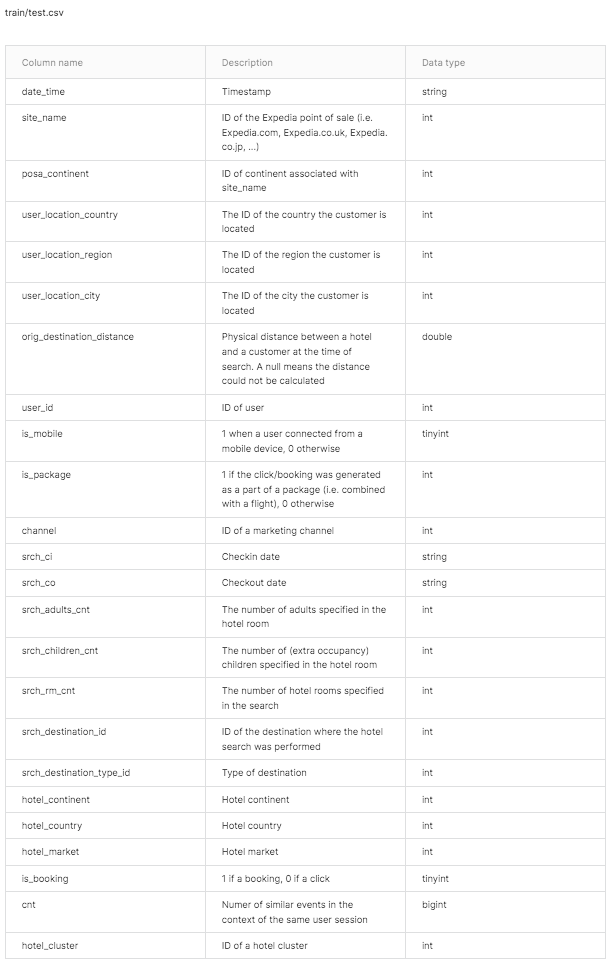 train/test.csv
Column name Description Data type
date_time Timestamp string
site_name ID of the Expedia point of sale (i.e. int
Expedia.com, Expedia.co.uk, Expedia.
co.jp, ...)
posa_continent ID of continent associated with int
site_name
user_location_country The ID of the country the customer is int
located
user_location_region The ID of the region the customer is int
located
user_location_city The ID of the city the customer is int
located
orig_destination_distance Physical distance between a hotel double
and a customer at the time of
search. A null means the distance
could not be calculated
user_id ID of user int
is_mobile 1 when a user connected from a tinyint
mobile device, 0 otherwise
is_package 1 if the click/booking was generated int
as a part of a package (i.e. combined
with a flight), 0 otherwise
channel ID of a marketing channel int
srch_ci Checkin date string
srch_co Checkout date string
srch_adults_cnt The number of adults specified in the int
hotel room
srch_children_cnt The number of (extra occupancy) int
children specified in the hotel room
srch_rm_cnt The number of hotel rooms specified int
in the search
srch_destination_id ID of the destination where the hotel int
search was performed
srch_destination_type_id Type of destination int
hotel_continent Hotel continent int
hotel_country Hotel country int
hotel_market Hotel market int
is_booking 1 if a booking, 0 if a click tinyint
cnt Numer of similar events in the bigint
context of the same user session
hotel_cluster ID of a hotel cluster int